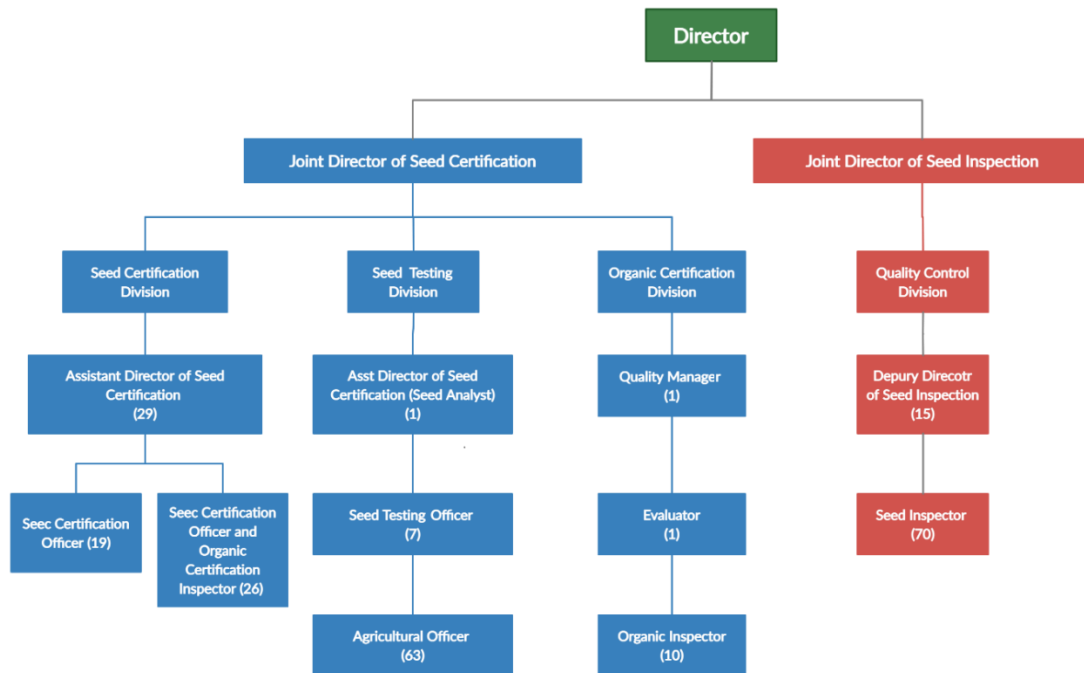 Director
Joint Director of Seed Certification
Joint Director of Seed Inspection
Seed Certification
Division
Seed Testing
Division
Organic Certification
Division
Quality Control
Division
Assistant Director of Seed
Certification
(29)
Asst Director of Seed
Certification (Seed Analyst)
(1)
Quality Manager
(1)
Depury Direcotr
of Seed Inspection
(15)
Seec Certification
Officer (19)
Seec Certification
Officer and
Organic
Certification
Inspector (26)
Seed Testing Officer
(7)
Evaluator
(1)
Seed Inspector
(70)
Agricultural Officer
(63)
Organic Inspector
(10)